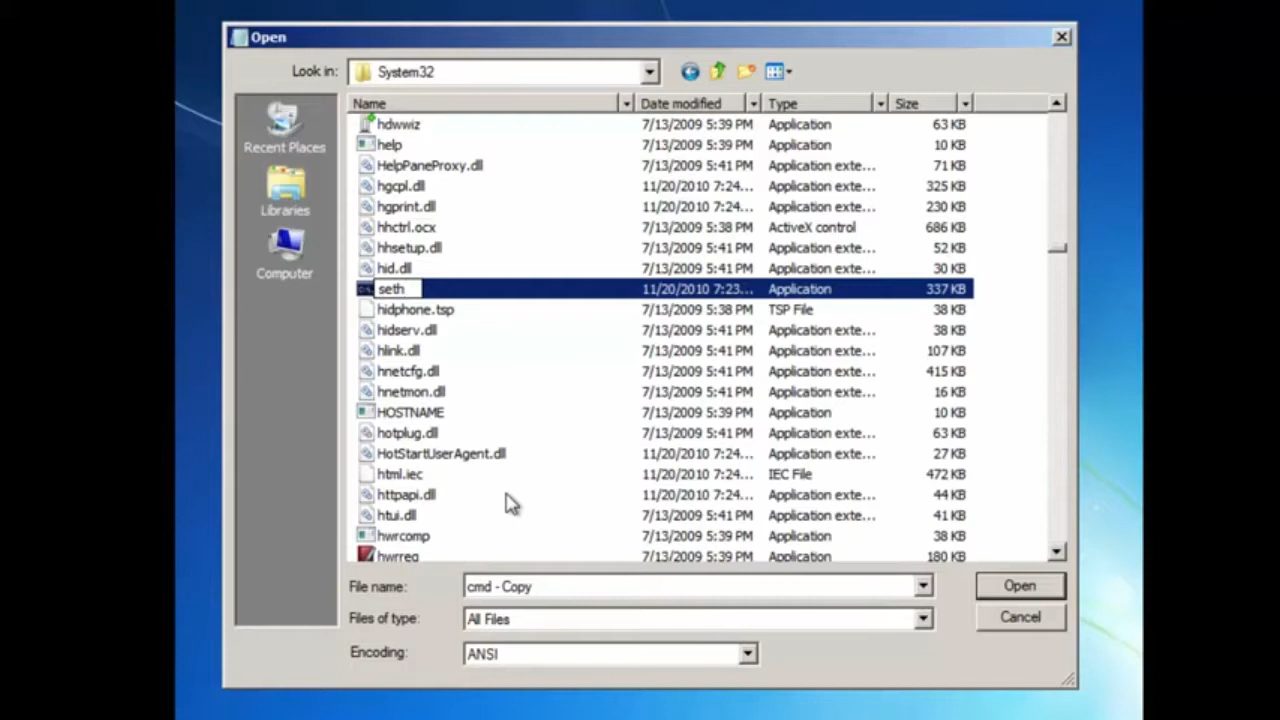 Open
Look in: System32
Recent Places
Libraries
Computer
Name Date modified Type Size
hdwwiz 7/13/2009 5:39 PM Application 63 KB
help 7/13/2009 5:39 PM Application 10 KB
HelpPaneProxy.dll 7/13/2009 5:41 PM Application exte... 71 KB
hgcpl.dll 11/20/2010 7:24... Application exte... 325 KB
hgprint.dll 11/20/2010 7:24... Application exte... 230 KB
hhctrl.ocx 7/13/2009 5:38 PM ActiveX control 686 KB
hhsetup.dll 7/13/2009 5:41 PM Application exte... 52 KB
hid.dll 7/13/2009 5:41 PM Application exte... 30 KB
seth 11/20/2010 7:23... Application 337 KB
hidphone.tsp 7/13/2009 5:38 PM TSP File 38 KB
hidserv.dll 7/13/2009 5:41 PM Application exte... 38 KB
hlink.dll 7/13/2009 5:41 PM Application exte... 107 KB
hnetcfg.dll 7/13/2009 5:41 PM Application exte... 415 KB
hnetmon.dll 7/13/2009 5:41 PM Application exte... 16 KB
HOSTNAME 7/13/2009 5:39 PM Application 10 KB
hotplug.dll 7/13/2009 5:41 PM Application exte... 63 KB
HotStartUserAgent.dll 11/20/2010 7:24... Application exte... 27 KB
html.iec 11/20/2010 7:24... IEC File 472 KB
httpapi.dll 11/20/2010 7:24... Application exte... 44 KB
htui.dll 7/13/2009 5:41 PM Application exte... 41 KB
hwrcomp 7/13/2009 5:39 PM Application 38 KB
hwrreg 7/13/2009 5:39 PM Application 180 KB
File name: cmd - Copy Open
Files of type: All Files Cancel
Encoding: ANSI